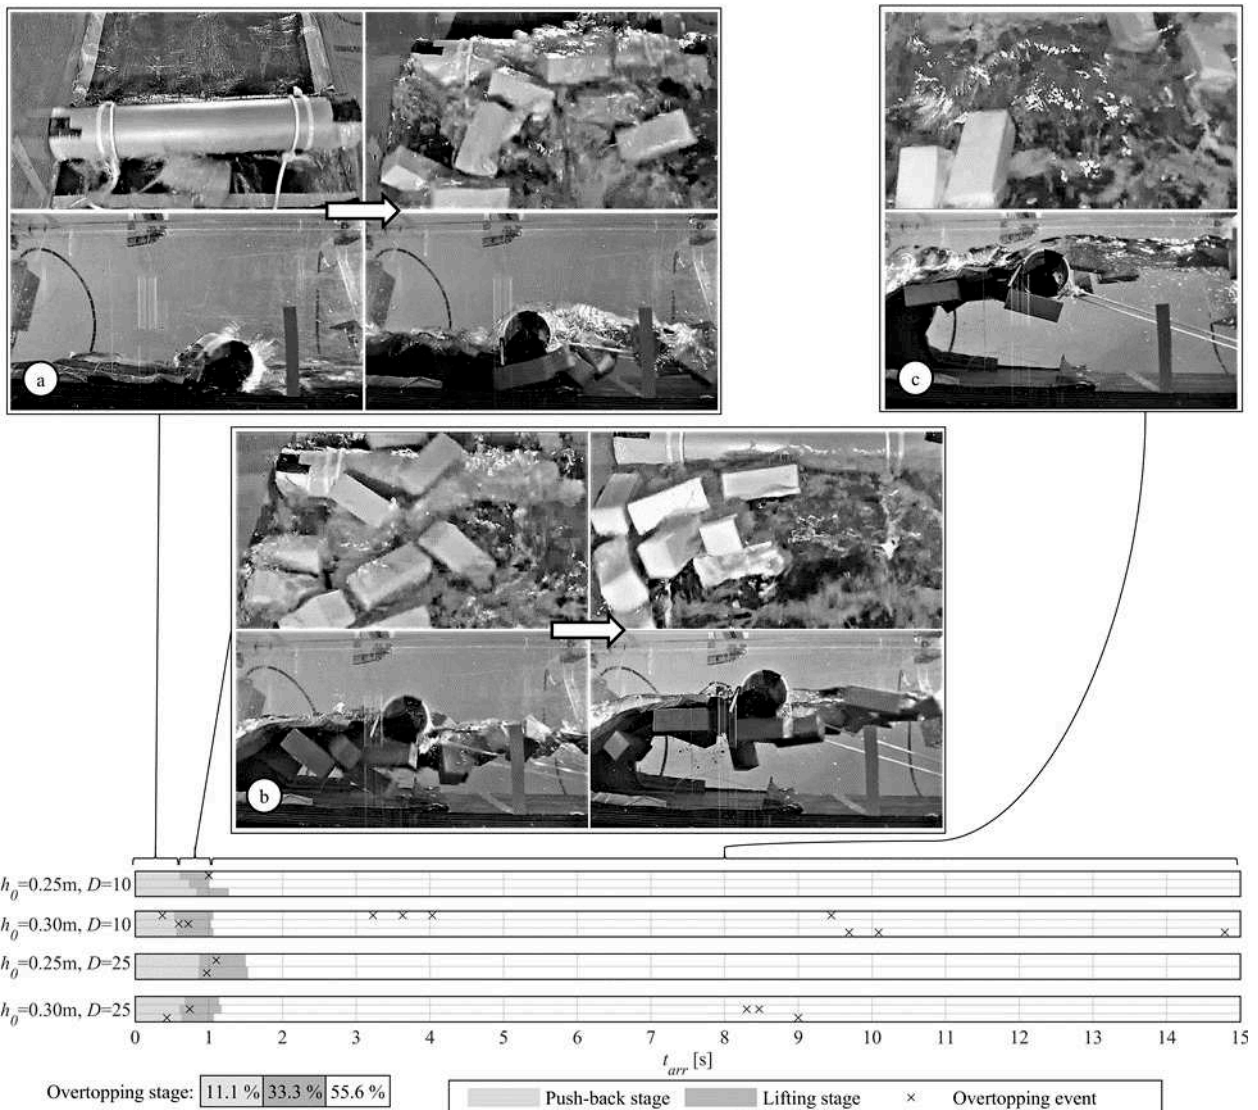 a
c
b
h0=0.25m, D=10
h0=0.30m, D=10
h0=0.25m, D=25
h0=0.30m, D=25
0 1 2 3 4 5 6 7 8 9 10 11 12 13 14 15
tarr [s]
Overtopping stage: 11.1 % 33.3 % 55.6 %
Push-back stage Lifting stage × Overtopping event